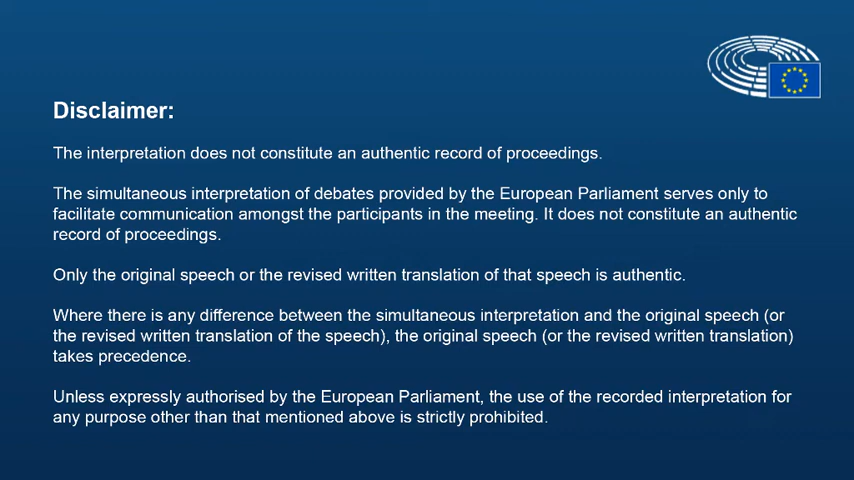 Disclaimer:
The interpretation does not constitute an authentic record of proceedings.
The simultaneous interpretation of debates provided by the European Parliament serves only to
facilitate communication amongst the participants in the meeting. It does not constitute an authentic
record of proceedings.
Only the original speech or the revised written translation of that speech is authentic.
Where there is any difference between the simultaneous interpretation and the original speech (or
the revised written translation of the speech), the original speech (or the revised written translation)
takes precedence.
Unless expressly authorised by the European Parliament, the use of the recorded interpretation for
any purpose other than that mentioned above is strictly prohibited.